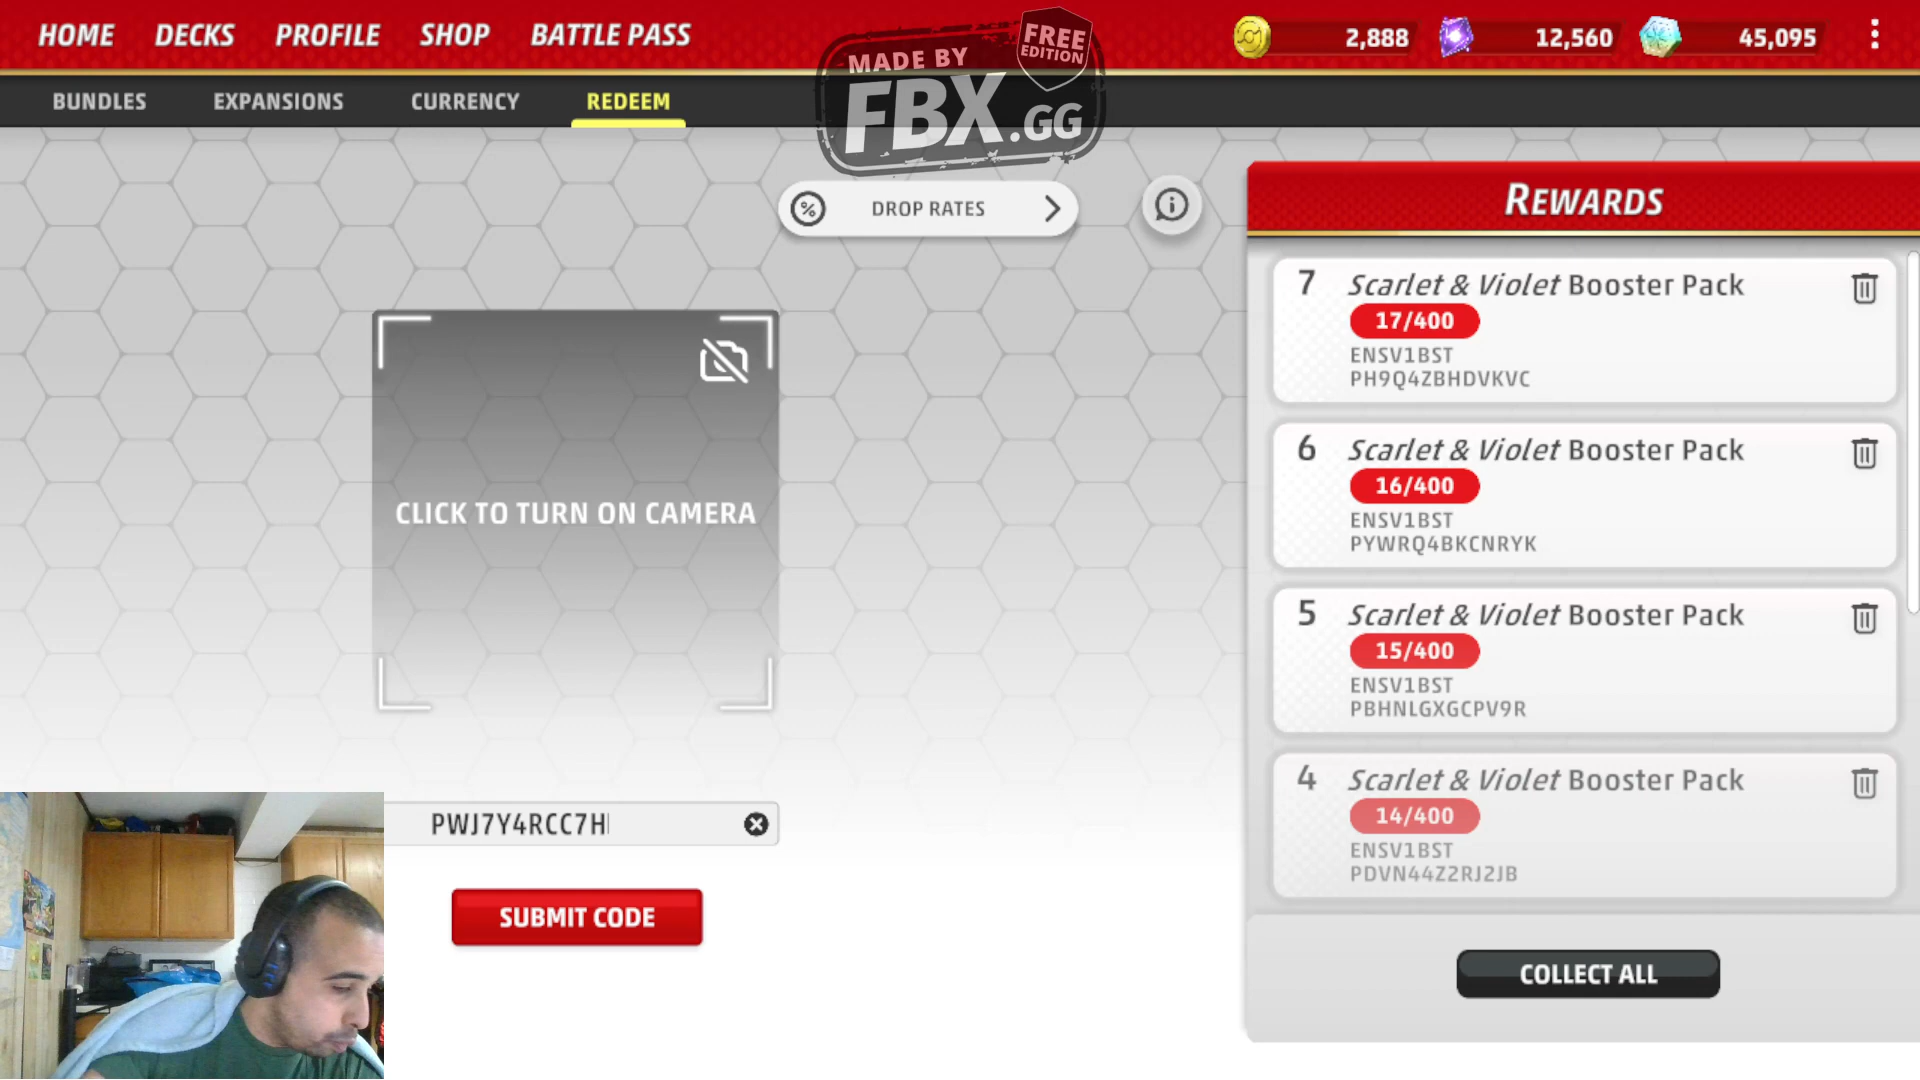 HOME DECKS PROFILE SHOP BATTLE PASS
2,888 12,560 45,095
BUNDLES EXPANSIONS CURRENCY REDEEM
MADE BY
FBX.GG
FREE
EDITION
DROP RATES
CLICK TO TURN ON CAMERA
PWJ7Y4RCC7H
SUBMIT CODE
REWARDS
7 Scarlet & Violet Booster Pack
17/400
ENSV1BST
PH9Q4ZBHDVKVC
6 Scarlet & Violet Booster Pack
16/400
ENSV1BST
PYWRQ4BKCNRYK
5 Scarlet & Violet Booster Pack
15/400
ENSV1BST
PBHNLGXGCPV9R
4 Scarlet & Violet Booster Pack
14/400
ENSV1BST
PDVN44Z2RJ2JB
COLLECT ALL